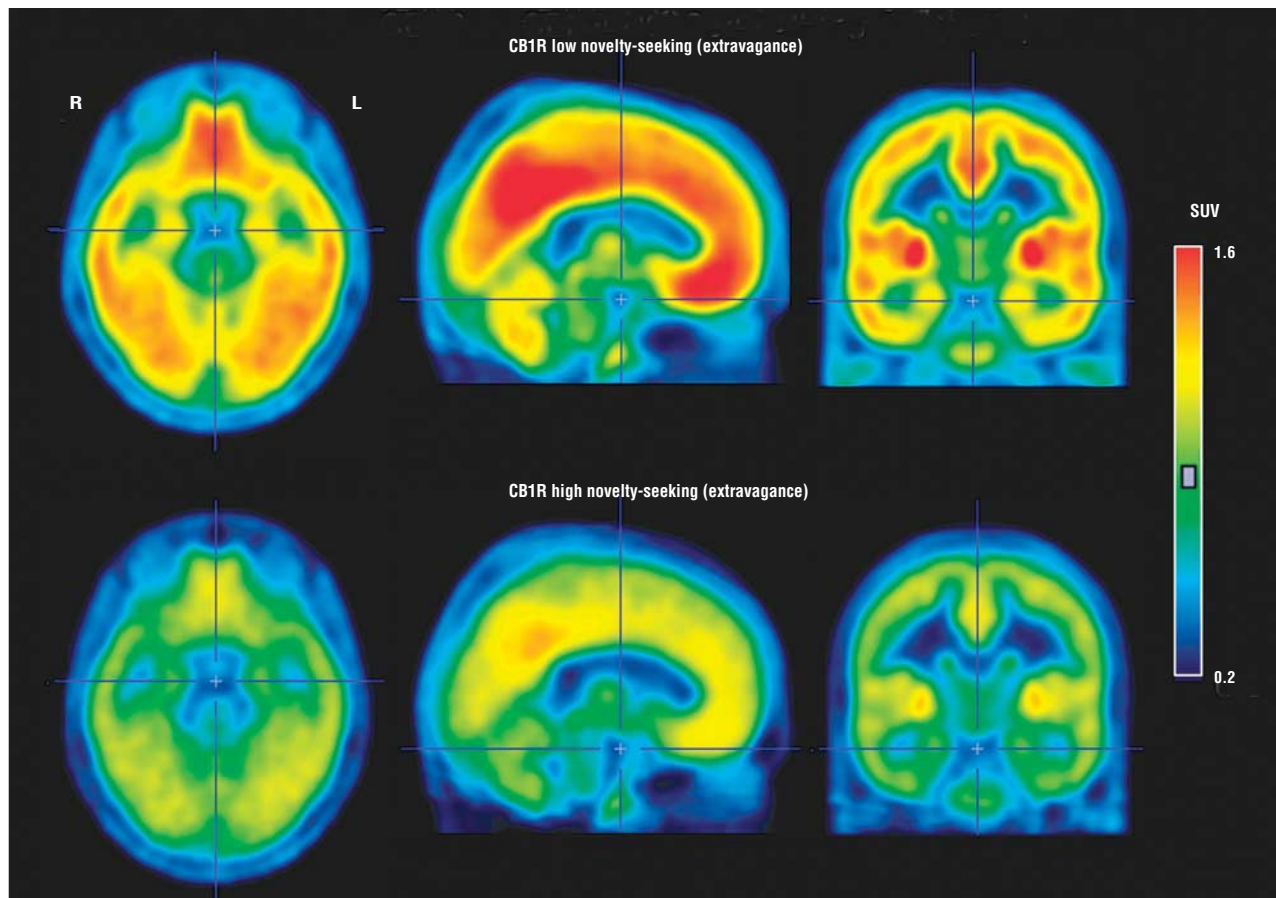 CB1R low novelty-seeking (extravagance)
R
L
SUV
1.6
CB1R high novelty-seeking (extravagance)
0.2